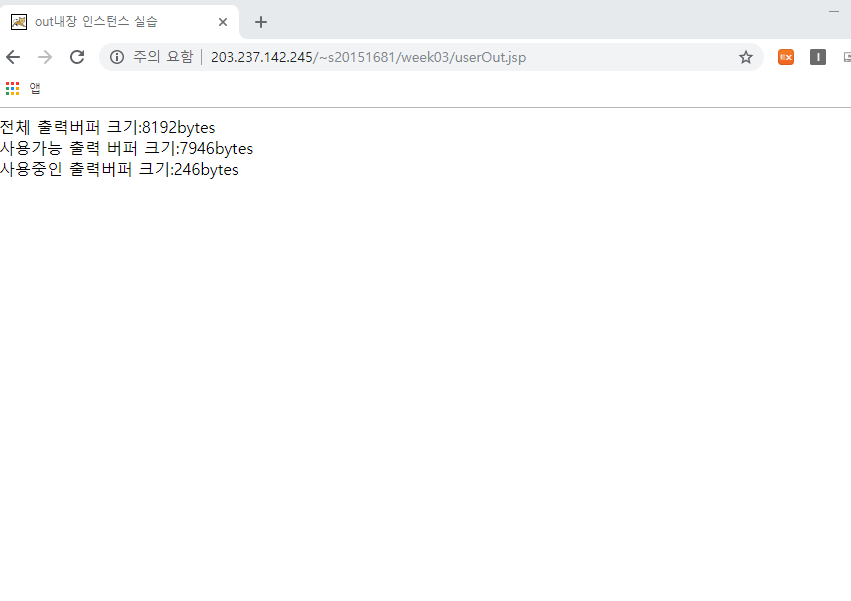 out내장 인스턴스 실습
주의 요함 203.237.142.245/~s20151681/week03/userOut.jsp
앱
전체 출력버퍼 크기:8192bytes
사용가능 출력 버퍼 크기:7946bytes
사용중인 출력버퍼 크기:246bytes